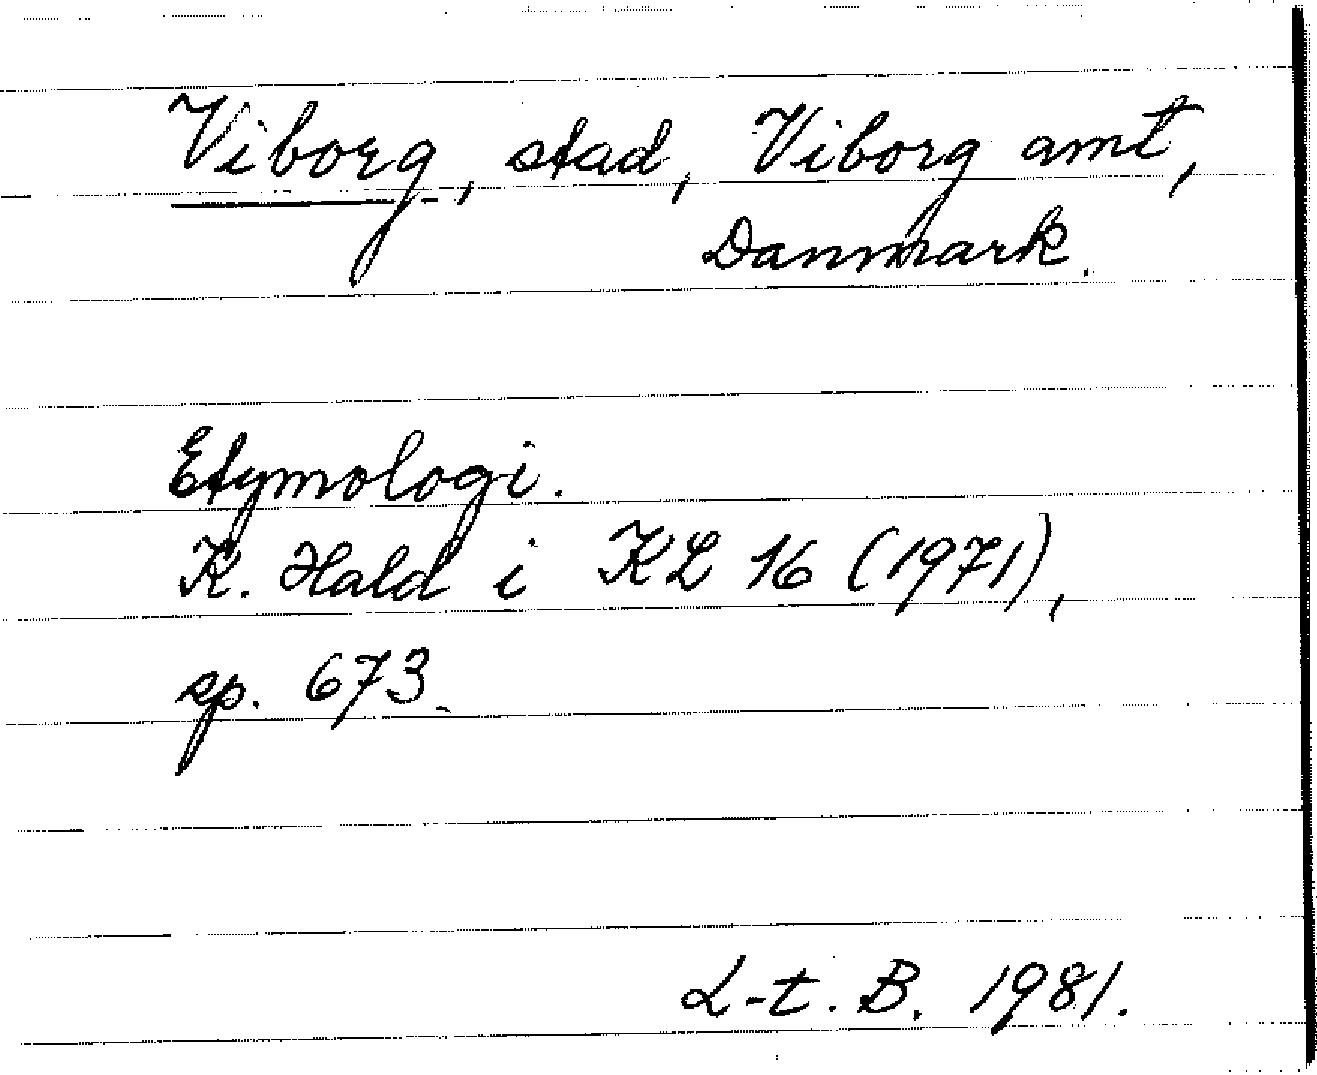 Viborg, stad, Viborg amt,
Danmark.
Etymologi.
K. Hald i KL 16 (1971),
sp. 673.
L-t. B. 1981.